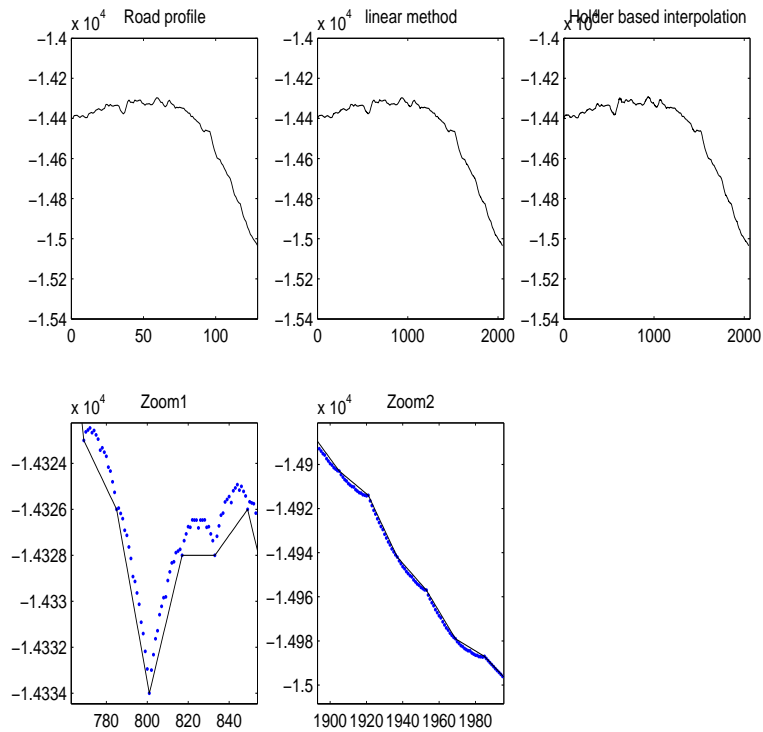 Road profile
x 10^4
−1.4
−1.42
−1.44
−1.46
−1.48
−1.5
−1.52
−1.54
0 50 100
linear method
x 10^4
−1.4
−1.42
−1.44
−1.46
−1.48
−1.5
−1.52
−1.54
0 1000 2000
Holder based interpolation
x 10^4
−1.4
−1.42
−1.44
−1.46
−1.48
−1.5
−1.52
−1.54
0 1000 2000
Zoom1
x 10^4
−1.4324
−1.4326
−1.4328
−1.433
−1.4332
−1.4334
780 800 820 840
Zoom2
x 10^4
−1.49
−1.492
−1.494
−1.496
−1.498
−1.5
1900 1920 1940 1960 1980